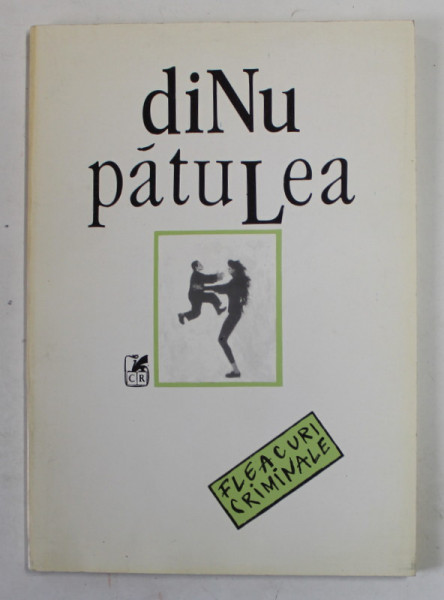 diNu
pătuLea
CR
FLEACURI
CRIMINALE